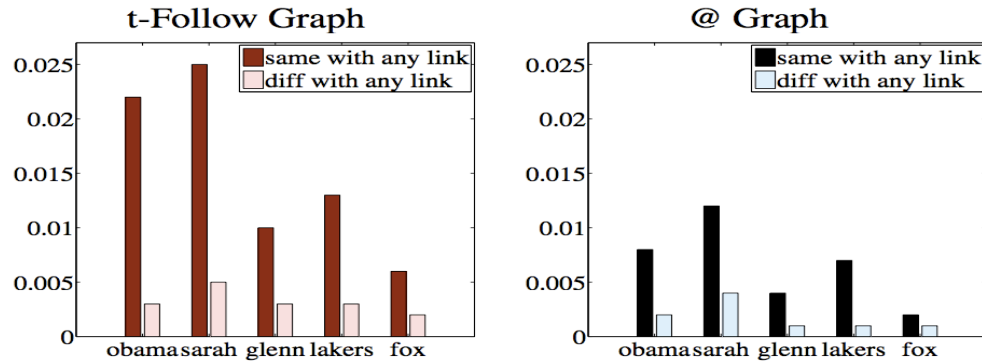 t-Follow Graph
same with any link
diff with any link
0.025
0.02
0.015
0.01
0.005
0
obama sarah glenn lakers fox
@ Graph
same with any link
diff with any link
0.025
0.02
0.015
0.01
0.005
0
obama sarah glenn lakers fox